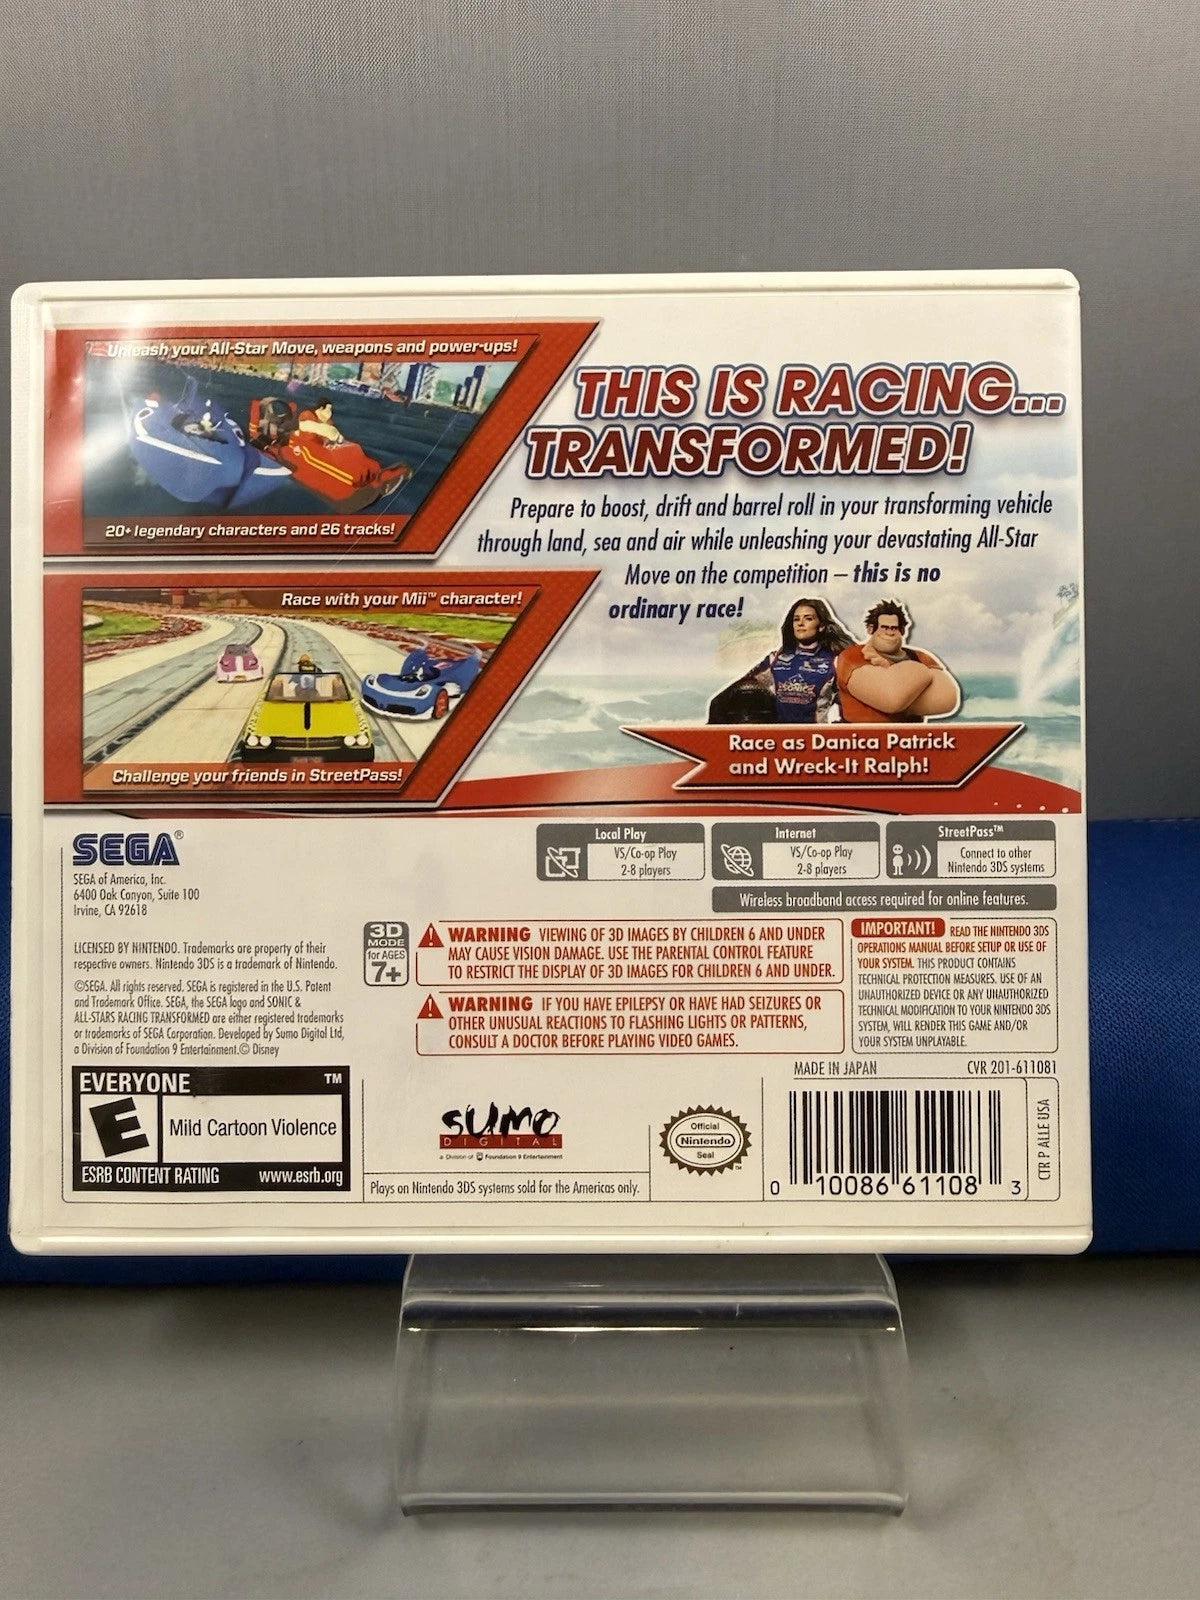 Unleash your All-Star Move, weapons and power-ups!
20+ legendary characters and 26 tracks!
THIS IS RACING...
TRANSFORMED!
Prepare to boost, drift and barrel roll in your transforming vehicle
through land, sea and air while unleashing your devastating All-Star
Move on the competition – this is no
ordinary race!
Race with your Mii™ character!
Challenge your friends in StreetPass!
SONIC
Race as Danica Patrick
and Wreck-It Ralph!
SEGA®
SEGA of America, Inc.
6400 Oak Canyon, Suite 100
Irvine, CA 92618
Local Play
VS/Co-op Play
2-8 players
Internet
VS/Co-op Play
2-8 players
StreetPass™
Connect to other
Nintendo 3DS systems
Wireless broadband access required for online features.
LICENSED BY NINTENDO. Trademarks are property of their
respective owners. Nintendo 3DS is a trademark of Nintendo.
©SEGA. All rights reserved. SEGA is registered in the U.S. Patent
and Trademark Office. SEGA, the SEGA logo and SONIC &
ALL-STARS RACING TRANSFORMED are either registered trademarks
or trademarks of SEGA Corporation. Developed by Sumo Digital Ltd,
a Division of Foundation 9 Entertainment.© Disney
3D
MODE
for AGES
7+
WARNING VIEWING OF 3D IMAGES BY CHILDREN 6 AND UNDER
MAY CAUSE VISION DAMAGE. USE THE PARENTAL CONTROL FEATURE
TO RESTRICT THE DISPLAY OF 3D IMAGES FOR CHILDREN 6 AND UNDER.
WARNING IF YOU HAVE EPILEPSY OR HAVE HAD SEIZURES OR
OTHER UNUSUAL REACTIONS TO FLASHING LIGHTS OR PATTERNS,
CONSULT A DOCTOR BEFORE PLAYING VIDEO GAMES.
IMPORTANT! READ THE NINTENDO 3DS
OPERATIONS MANUAL BEFORE SETUP OR USE OF
YOUR SYSTEM. THIS PRODUCT CONTAINS
TECHNICAL PROTECTION MEASURES. USE OF AN
UNAUTHORIZED DEVICE OR ANY UNAUTHORIZED
TECHNICAL MODIFICATION TO YOUR NINTENDO 3DS
SYSTEM, WILL RENDER THIS GAME AND/OR
YOUR SYSTEM UNPLAYABLE.
MADE IN JAPAN
CVR 201-611081
EVERYONE
TM
E
Mild Cartoon Violence
ESRB CONTENT RATING
www.esrb.org
SUMO
DIGITAL
a Division of Foundation 9 Entertainment
Plays on Nintendo 3DS systems sold for the Americas only.
Official
Nintendo
Seal
TM
0 10086 61108 3
CTR P ALLE USA